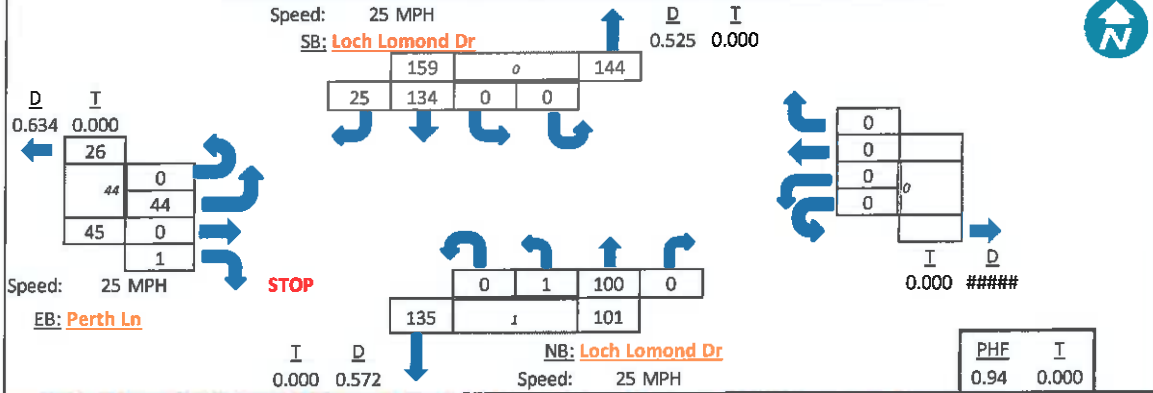 Speed: 25 MPH
D T
SB: Loch Lomond Dr
0.525 0.000
N
159 0 144
25 134 0 0
D T
0.634 0.000
26
44
0
44
45 0
1
Speed: 25 MPH
EB: Perth Ln
STOP
0
0
0
0
0
T D
0.000 #####
0 1 100 0
135 1 101
NB: Loch Lomond Dr
T D
0.000 0.572
Speed: 25 MPH
PHF T
0.94 0.000